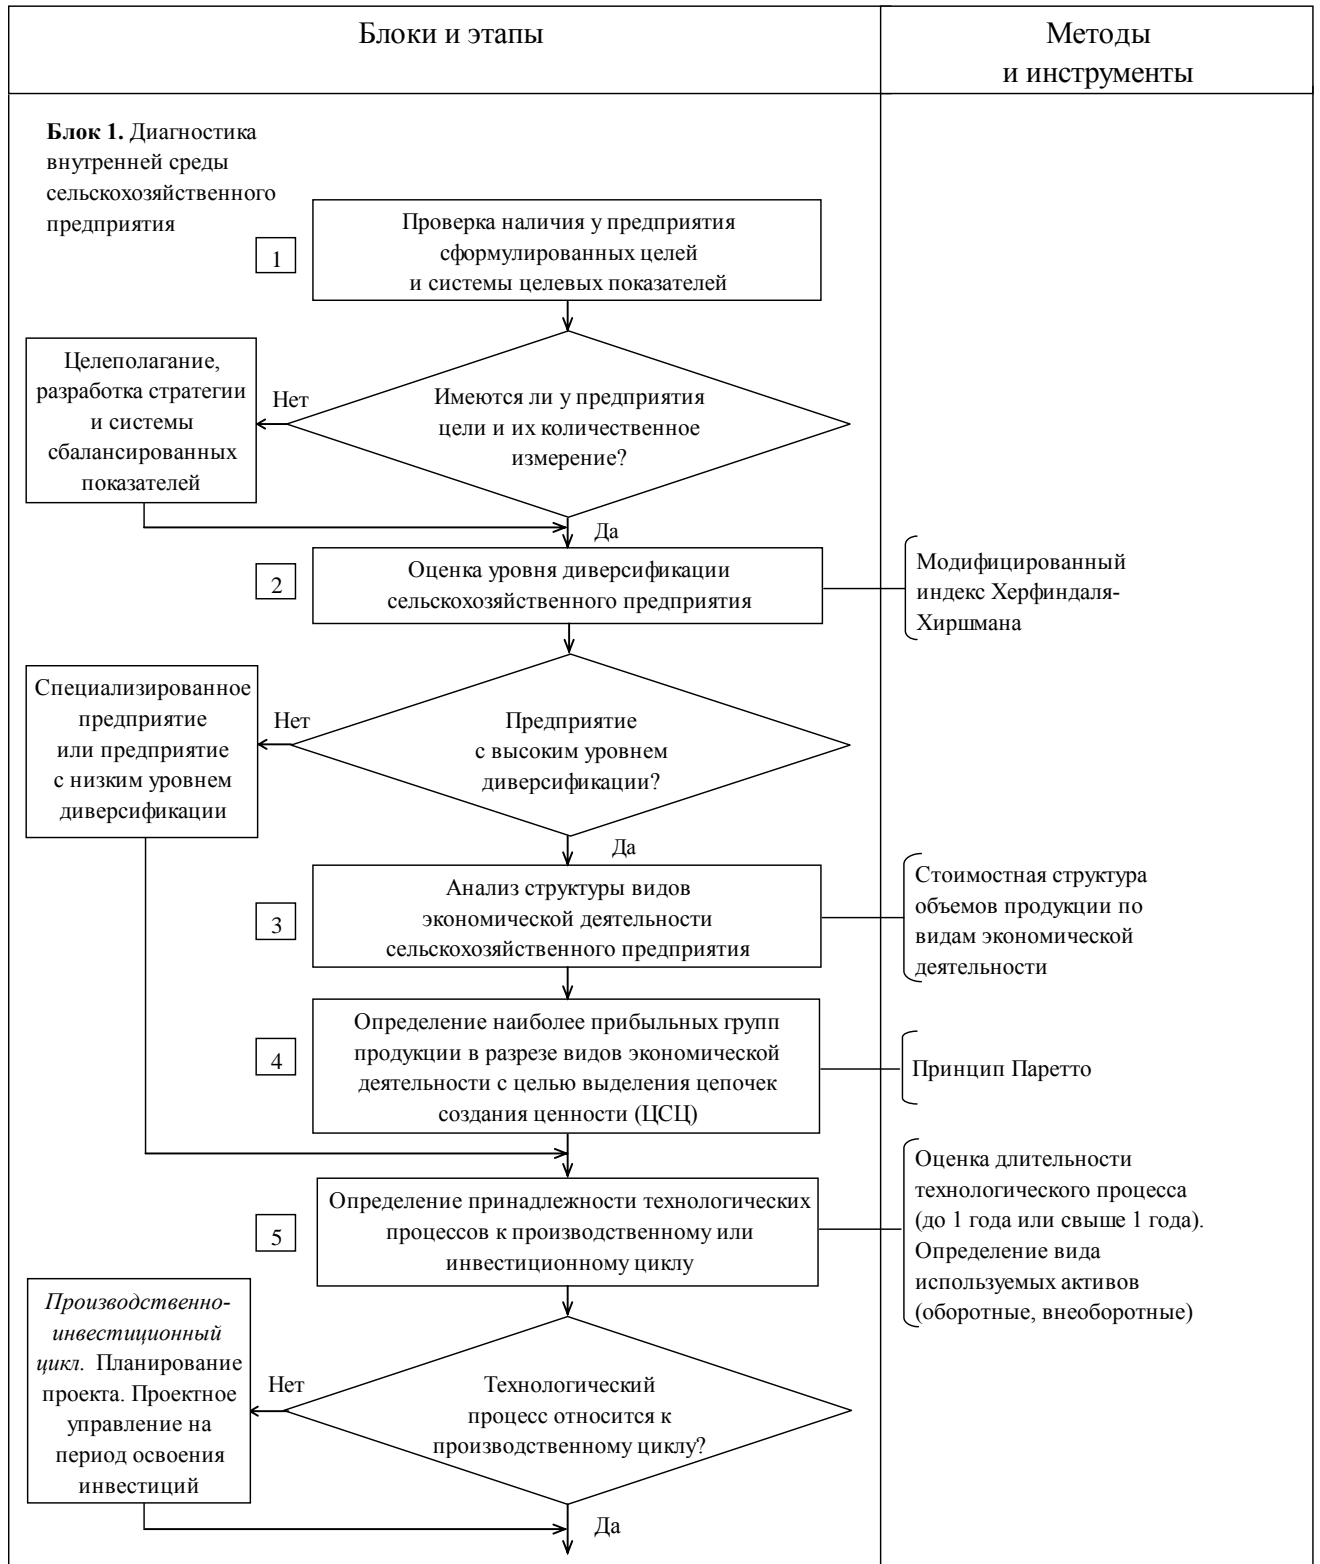 Блоки и этапы
Методы
и инструменты
Блок 1. Диагностика
внутренней среды
сельскохозяйственного
предприятия
1
Проверка наличия у предприятия
сформулированных целей
и системы целевых показателей
Целеполагание,
разработка стратегии
и системы
сбалансированных
показателей
Нет
Имеются ли у предприятия
цели и их количественное
измерение?
Да
2
Оценка уровня диверсификации
сельскохозяйственного предприятия
Модифицированный
индекс Херфиндаля-
Хиршмана
Специализированное
предприятие
или предприятие
с низким уровнем
диверсификации
Нет
Предприятие
с высоким уровнем
диверсификации?
Да
3
Анализ структуры видов
экономической деятельности
сельскохозяйственного предприятия
Стоимостная структура
объемов продукции по
видам экономической
деятельности
4
Определение наиболее прибыльных групп
продукции в разрезе видов экономической
деятельности с целью выделения цепочек
создания ценности (ЦСЦ)
Принцип Паретто
5
Определение принадлежности технологических
процессов к производственному или
инвестиционному циклу
Оценка длительности
технологического процесса
(до 1 года или свыше 1 года).
Определение вида
используемых активов
(оборотные, внеоборотные)
Производственно-
инвестиционный
цикл. Планирование
проекта. Проектное
управление на
период освоения
инвестиций
Нет
Технологический
процесс относится к
производственному циклу?
Да